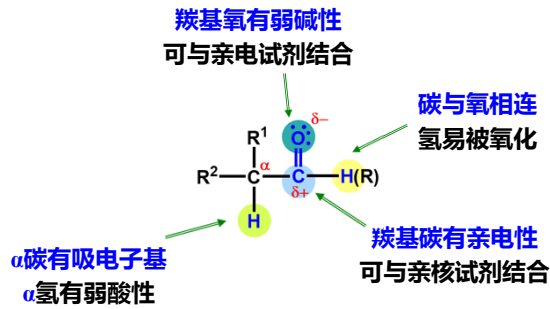 羰基氧有弱碱性
可与亲电试剂结合
碳与氧相连
氢易被氧化
δ−
R¹ O
α
R² C C H(R)
δ+
H
羰基碳有亲电性
可与亲核试剂结合
α碳有吸电子基
α氢有弱酸性